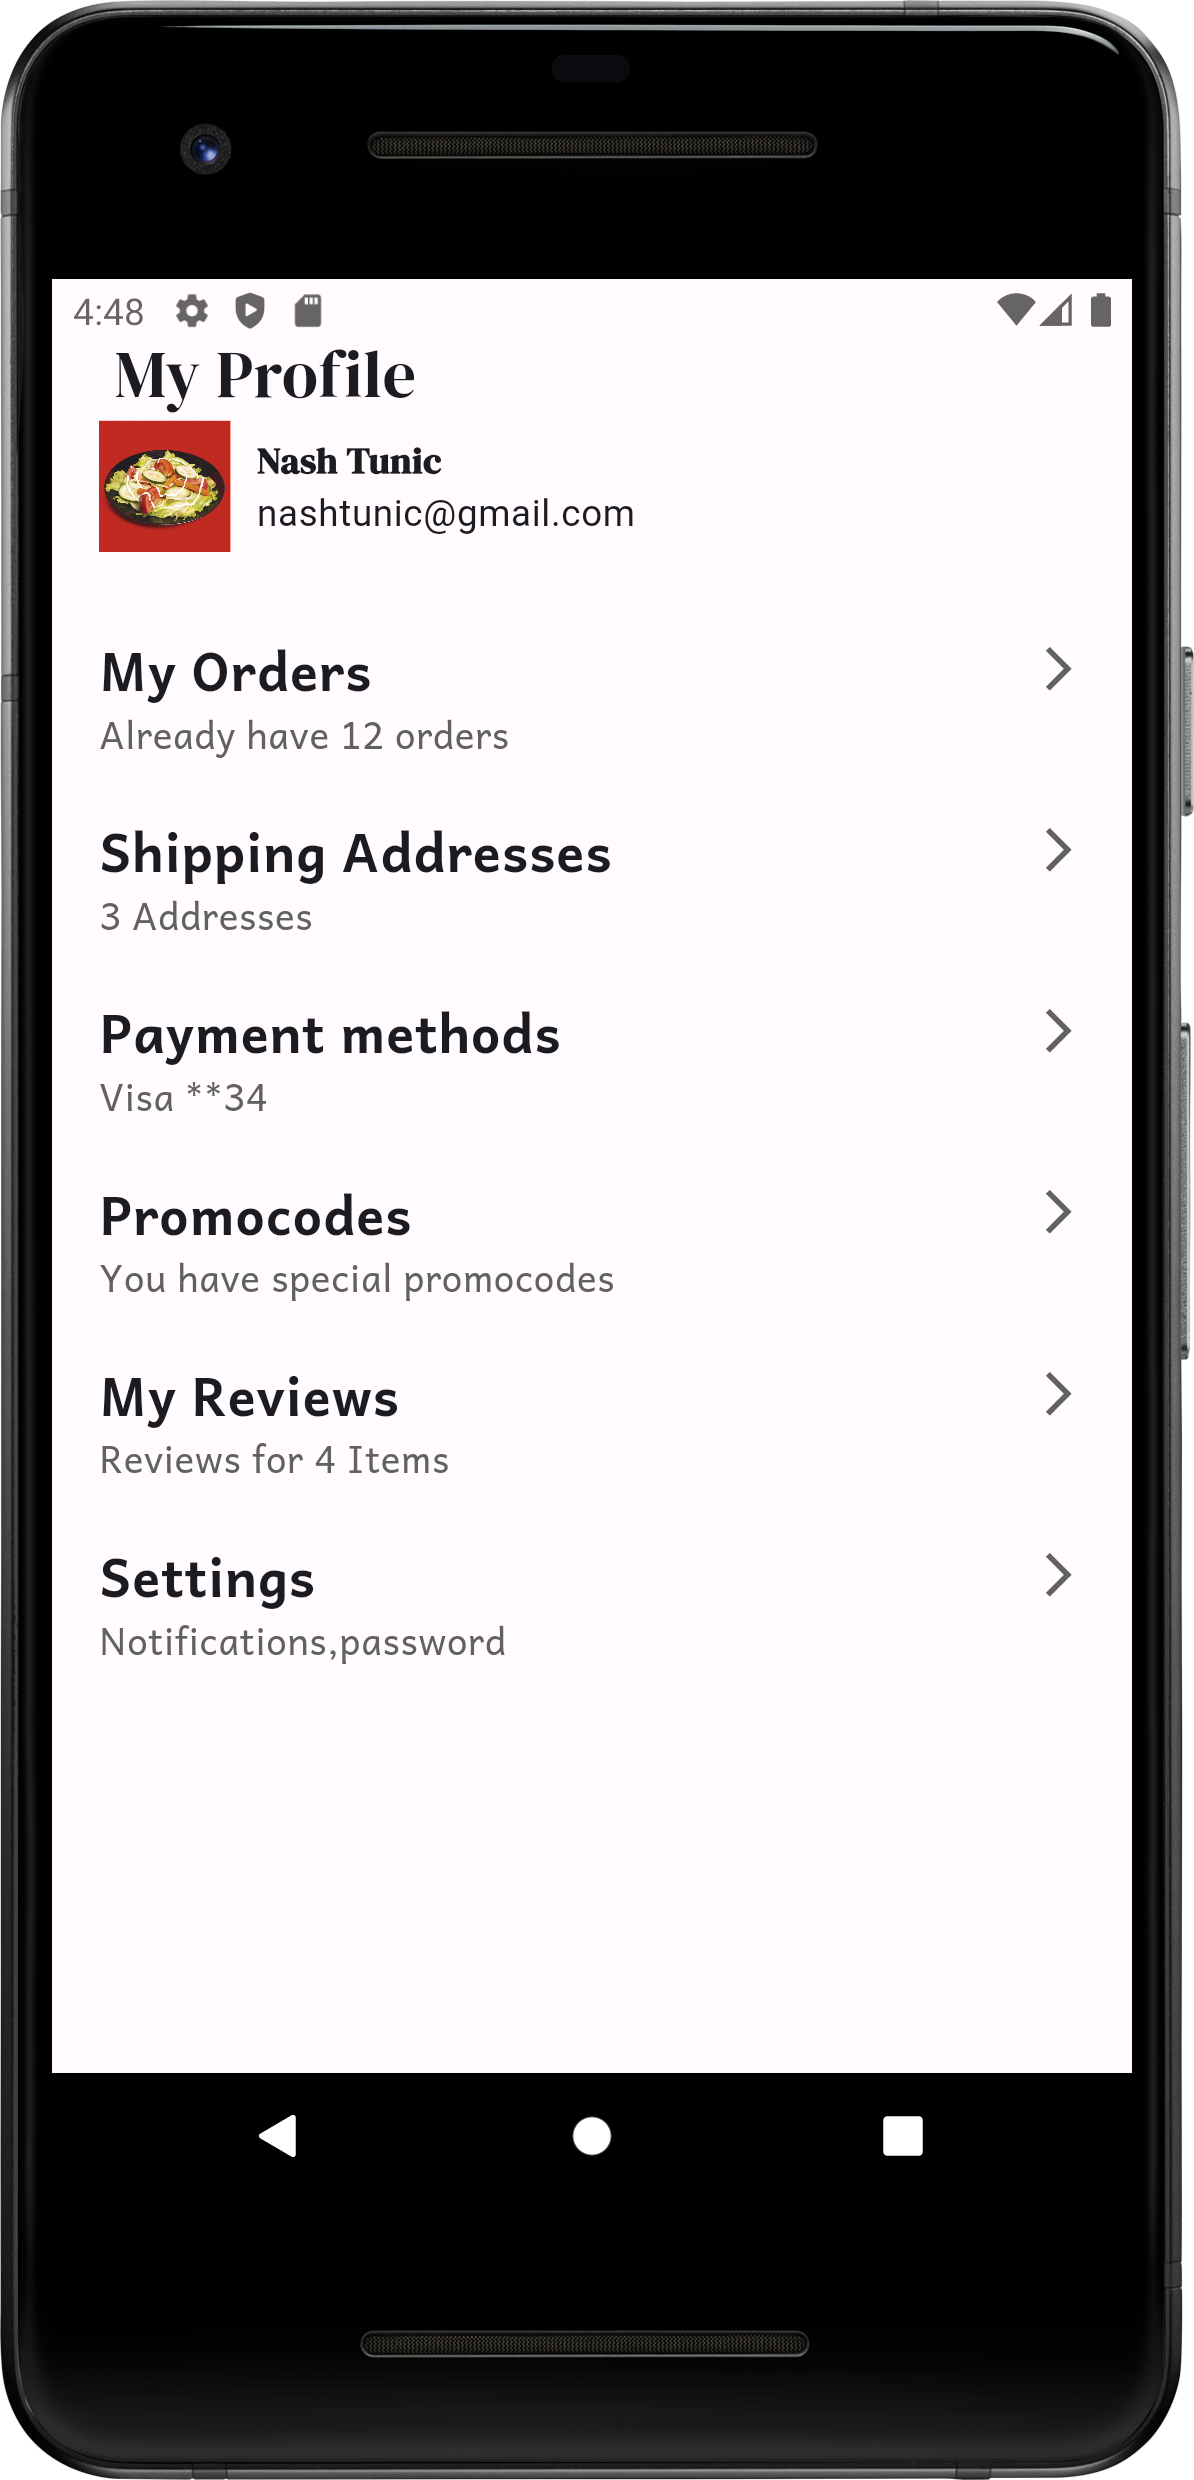 4:48
My Profile
Nash Tunic
nashtunic@gmail.com
My Orders
Already have 12 orders
Shipping Addresses
3 Addresses
Payment methods
Visa **34
Promocodes
You have special promocodes
My Reviews
Reviews for 4 Items
Settings
Notifications,password